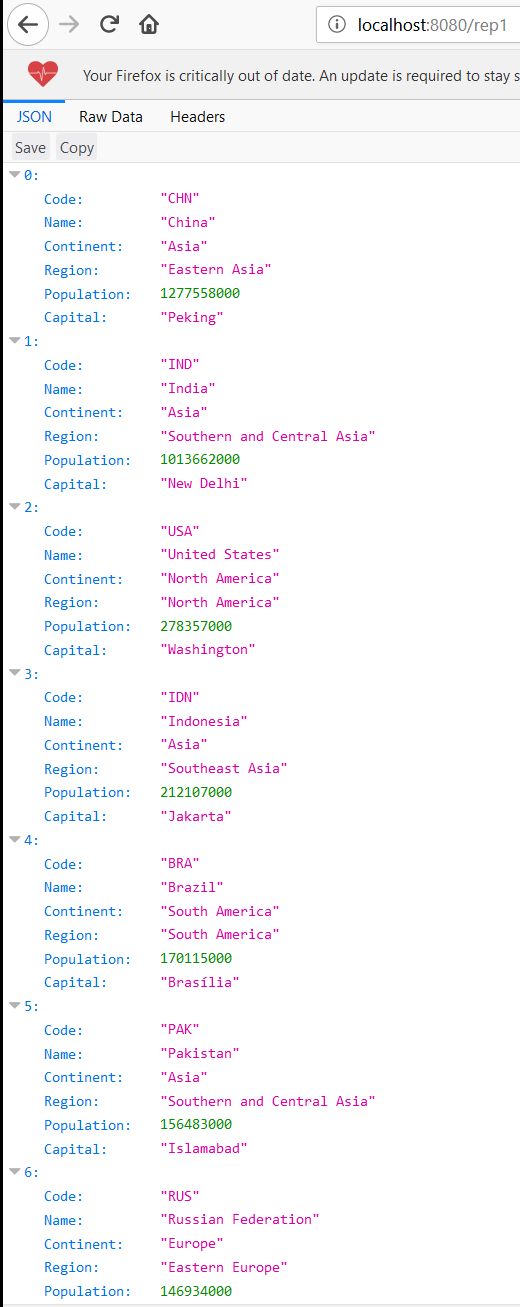 localhost:8080/rep1
Your Firefox is critically out of date. An update is required to stay s
JSON Raw Data Headers
Save Copy
0:
Code: "CHN"
Name: "China"
Continent: "Asia"
Region: "Eastern Asia"
Population: 1277558000
Capital: "Peking"
1:
Code: "IND"
Name: "India"
Continent: "Asia"
Region: "Southern and Central Asia"
Population: 1013662000
Capital: "New Delhi"
2:
Code: "USA"
Name: "United States"
Continent: "North America"
Region: "North America"
Population: 278357000
Capital: "Washington"
3:
Code: "IDN"
Name: "Indonesia"
Continent: "Asia"
Region: "Southeast Asia"
Population: 212107000
Capital: "Jakarta"
4:
Code: "BRA"
Name: "Brazil"
Continent: "South America"
Region: "South America"
Population: 170115000
Capital: "Brasília"
5:
Code: "PAK"
Name: "Pakistan"
Continent: "Asia"
Region: "Southern and Central Asia"
Population: 156483000
Capital: "Islamabad"
6:
Code: "RUS"
Name: "Russian Federation"
Continent: "Europe"
Region: "Eastern Europe"
Population: 146934000